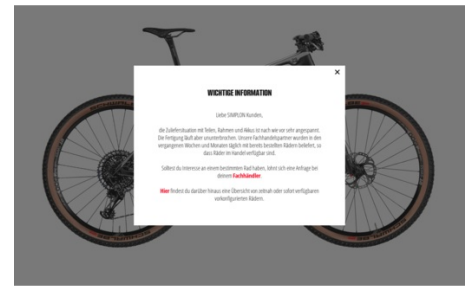 WICHTIGE INFORMATION
Liebe SIMPLON Kunden,
die Zuliefersituation mit Teilen, Rahmen und Akkus ist nach wie vor sehr angespannt.
Die Fertigung läuft aber ununterbrochen. Unsere Fachhandelspartner wurden in den
vergangenen Wochen und Monaten täglich mit bereits bestellten Rädern beliefert, so
dass Räder im Handel verfügbar sind.
Solltest du Interesse an einem bestimmten Rad haben, lohnt sich eine Anfrage bei
deinem Fachhändler.
Hier findest du darüber hinaus eine Übersicht von zeitnah oder sofort verfügbaren
vorkonfigurierten Rädern.